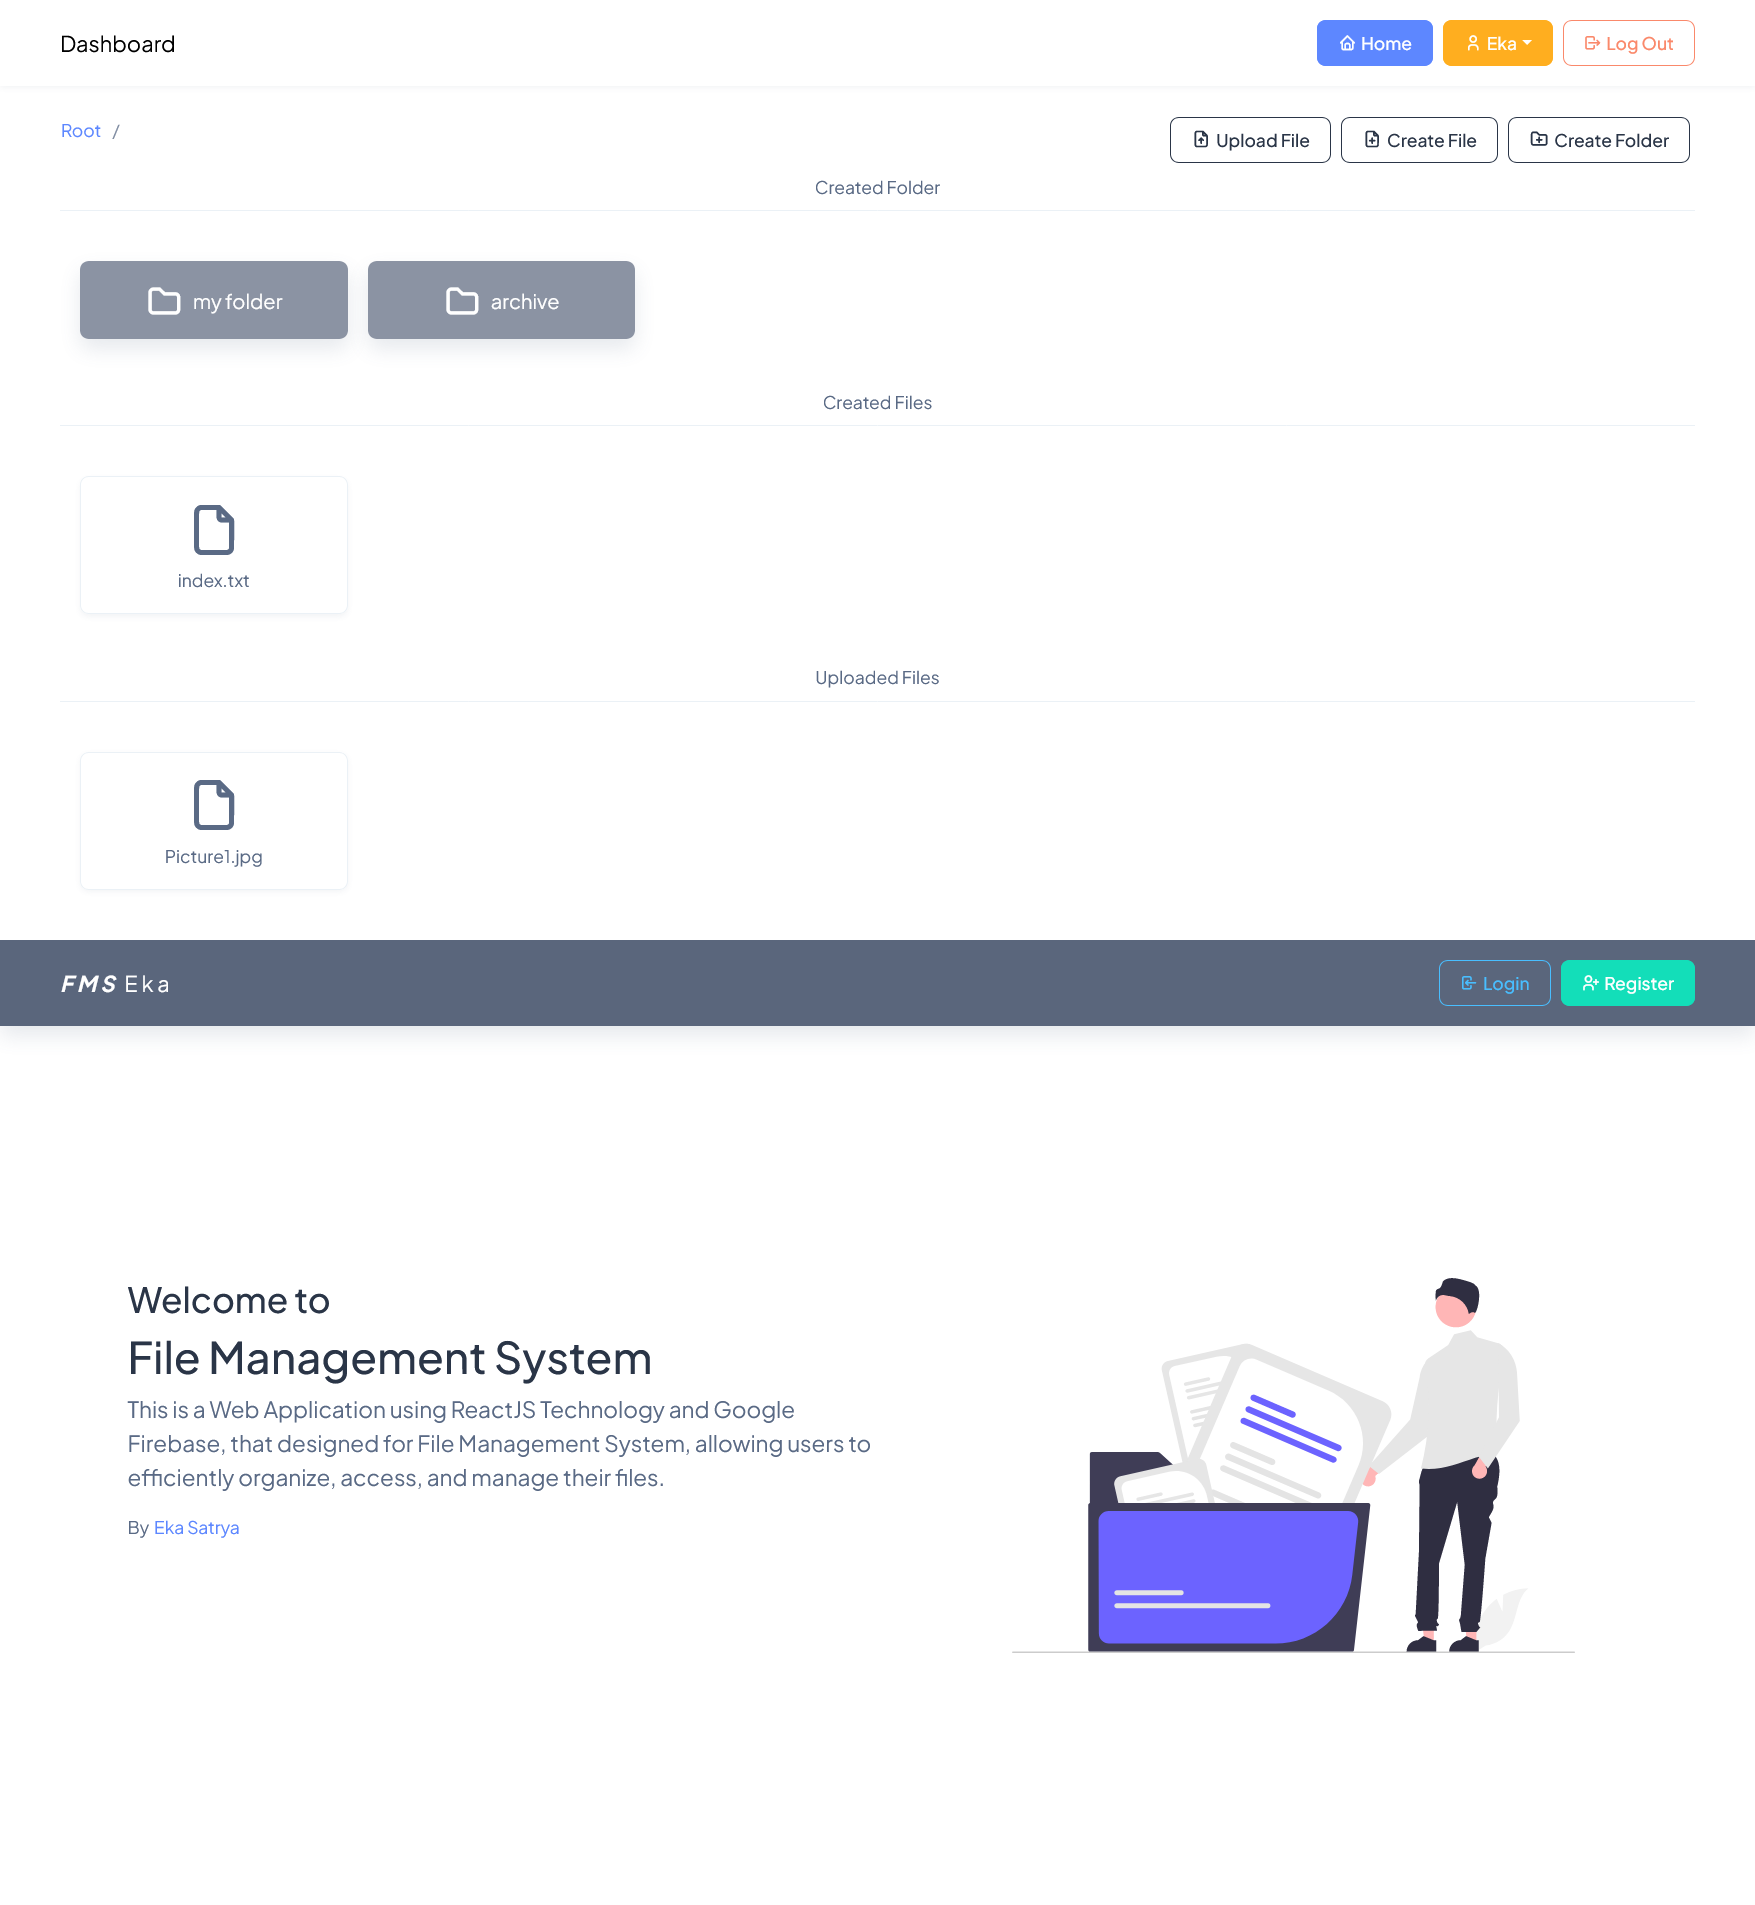 Dashboard
Home
Eka
Log Out
Root /
Upload File
Create File
Create Folder
Created Folder
my folder
archive
Created Files
index.txt
Uploaded Files
Picture1.jpg
FMS Eka
Login
Register
Welcome to
File Management System
This is a Web Application using ReactJS Technology and Google
Firebase, that designed for File Management System, allowing users to
efficiently organize, access, and manage their files.
By Eka Satrya